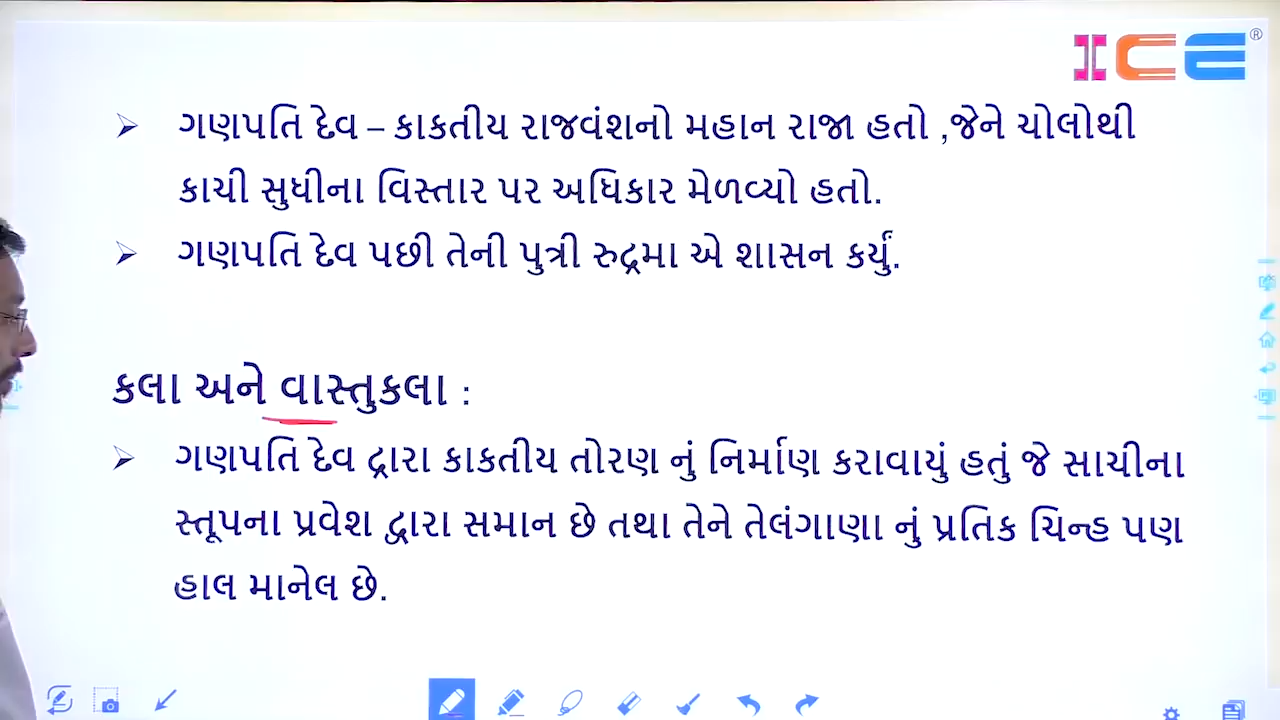 ICE®
ગણપતિ દેવ – કાકતીય રાજવંશનો મહાન રાજા હતો ,જેને ચોલોથી
કાચી સુધીના વિસ્તાર પર અધિકાર મેળવ્યો હતો.
ગણપતિ દેવ પછી તેની પુત્રી રુદ્રમા એ શાસન કર્યું.
કલા અને વાસ્તુકલા :
ગણપતિ દેવ દ્રારા કાકતીય તોરણ નું નિર્માણ કરાવાયું હતું જે સાચીના
સ્તૂપના પ્રવેશ દ્વારા સમાન છે તથા તેને તેલંગાણા નું પ્રતિક ચિન્હ પણ
હાલ માનેલ છે.